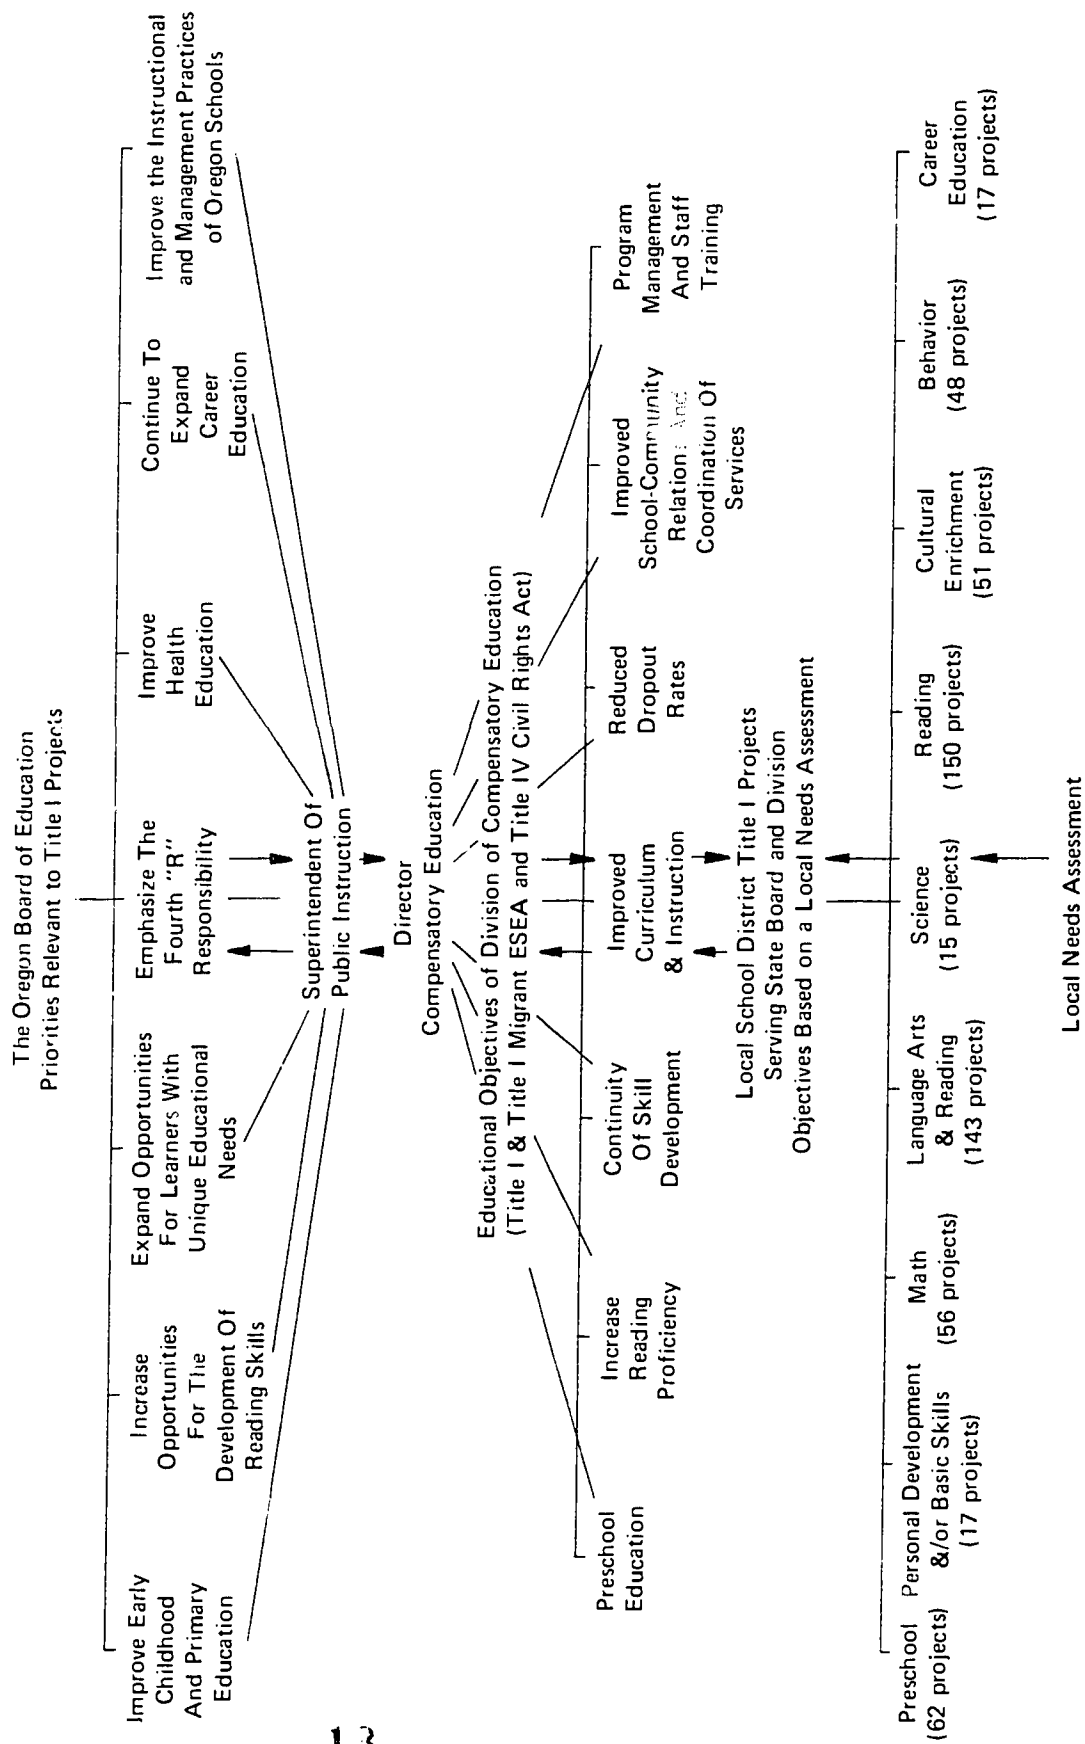 The Oregon Board of Education
Priorities Relevant to Title I Projects
Improve Early
Childhood
And Primary
Education
Increase
Opportunities
For The
Development Of
Reading Skills
Expand Opportunities
For Learners With
Unique Educational
Needs
Emphasize The
Fourth "R"
Responsibility
Improve
Health
Education
Continue To
Expand
Career
Education
Improve the Instructional
and Management Practices
of Oregon Schools
Superintendent Of
Public Instruction
Director
Compensatory Education
Educational Objectives of Division of Compensatory Education
(Title I & Title I Migrant ESEA and Title IV Civil Rights Act)
Preschool
Education
Increase
Reading
Proficiency
Continuity
Of Skill
Development
Improved
Curriculum
& Instruction
Reduced
Dropout
Rates
Improved
School-Community
Relations And
Coordination Of
Services
Program
Management
And Staff
Training
Local School District Title I Projects
Serving State Board and Division
Objectives Based on a Local Needs Assessment
Preschool
(62 projects)
Personal Development
&/or Basic Skills
(17 projects)
Math
(56 projects)
Language Arts
& Reading
(143 projects)
Science
(15 projects)
Reading
(150 projects)
Cultural
Enrichment
(51 projects)
Behavior
(48 projects)
Career
Education
(17 projects)
Local Needs Assessment